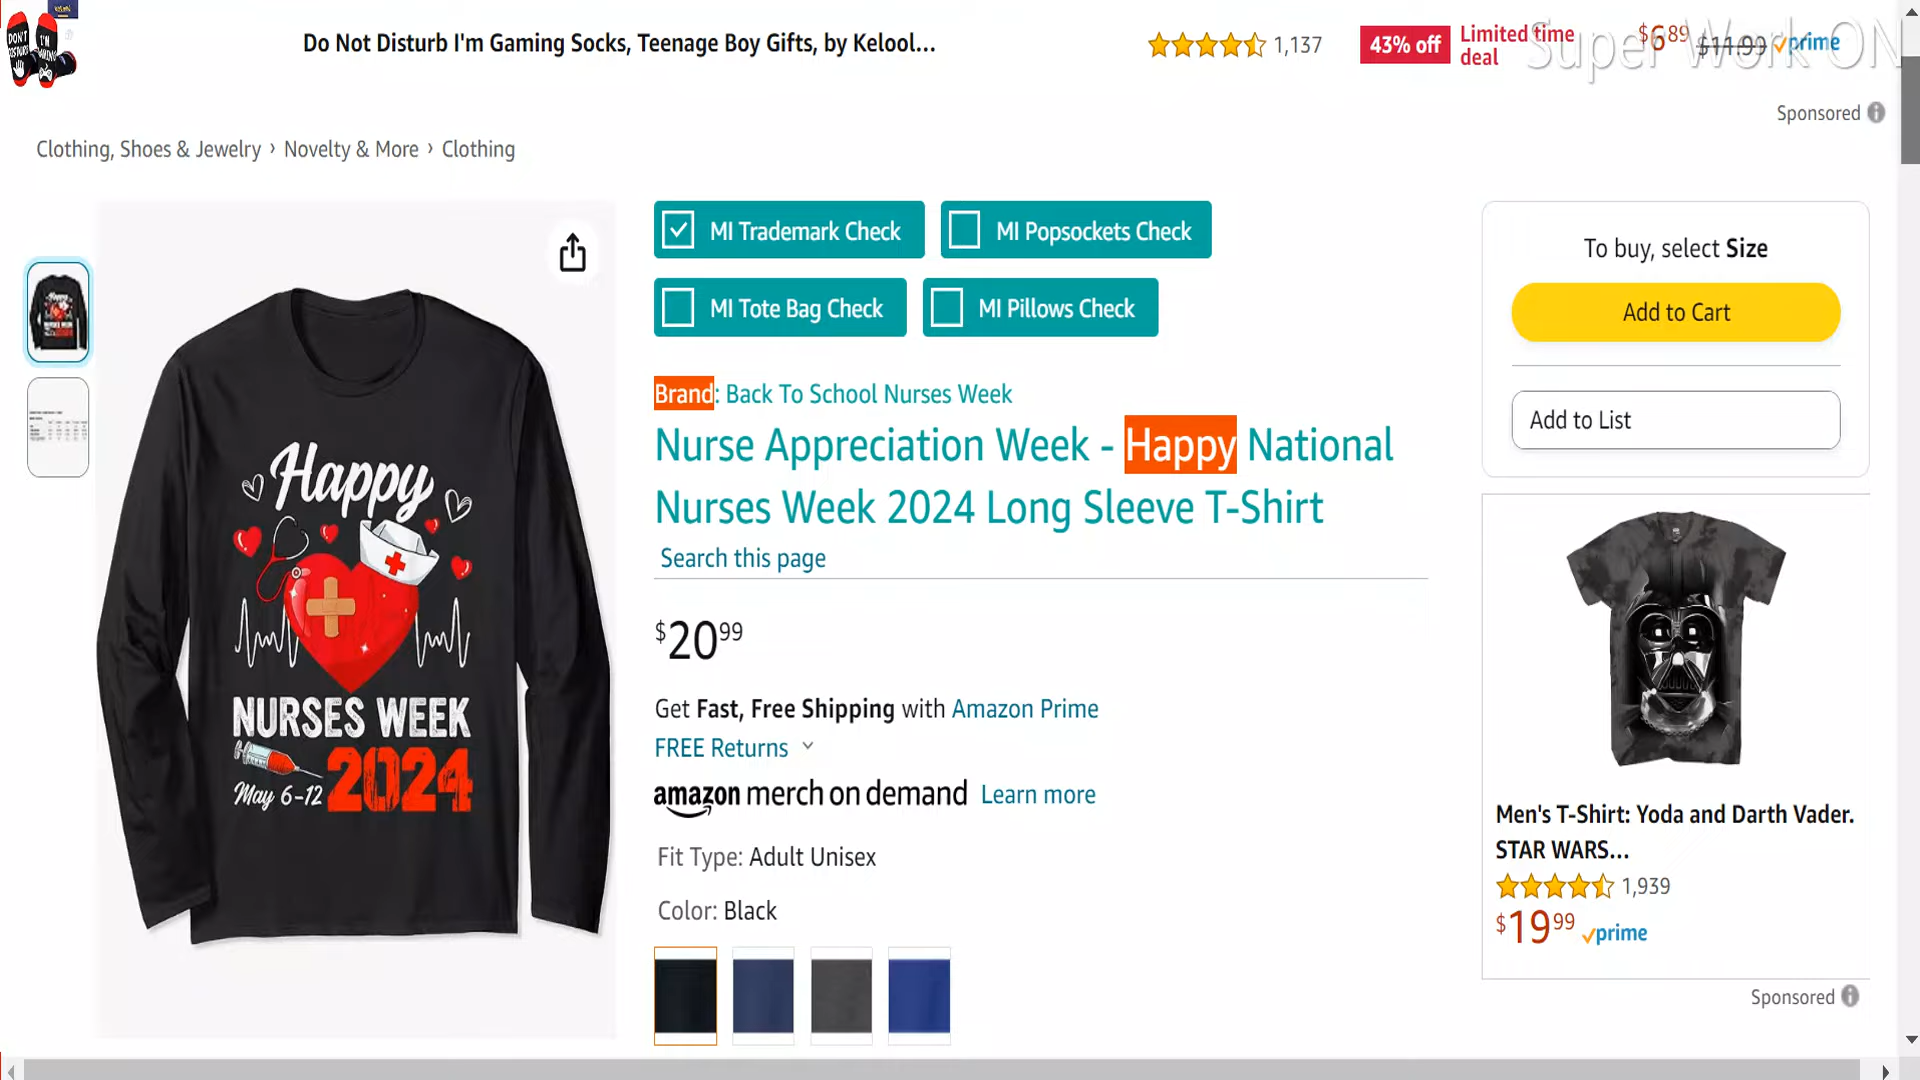 Do Not Disturb I'm Gaming Socks, Teenage Boy Gifts, by Kelool...
1,137
43% off
Limited time
deal
$6.89 $11.99 prime
Super Work ON
Sponsored
Clothing, Shoes & Jewelry › Novelty & More › Clothing
MI Trademark Check
MI Popsockets Check
MI Tote Bag Check
MI Pillows Check
Brand: Back To School Nurses Week
Nurse Appreciation Week - Happy National
Nurses Week 2024 Long Sleeve T-Shirt
Search this page
$20.99
Get Fast, Free Shipping with Amazon Prime
FREE Returns
amazon merch on demand Learn more
Fit Type: Adult Unisex
Color: Black
Happy
NURSES WEEK
2024
May 6-12
To buy, select Size
Add to Cart
Add to List
Men's T-Shirt: Yoda and Darth Vader.
STAR WARS...
1,939
$19.99 prime
Sponsored